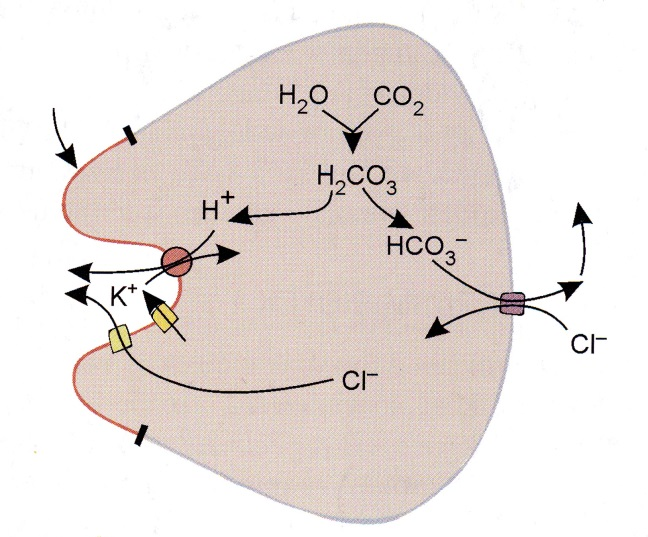 H₂O CO₂
H₂CO₃
H⁺
HCO₃⁻
K⁺
Cl⁻
Cl⁻